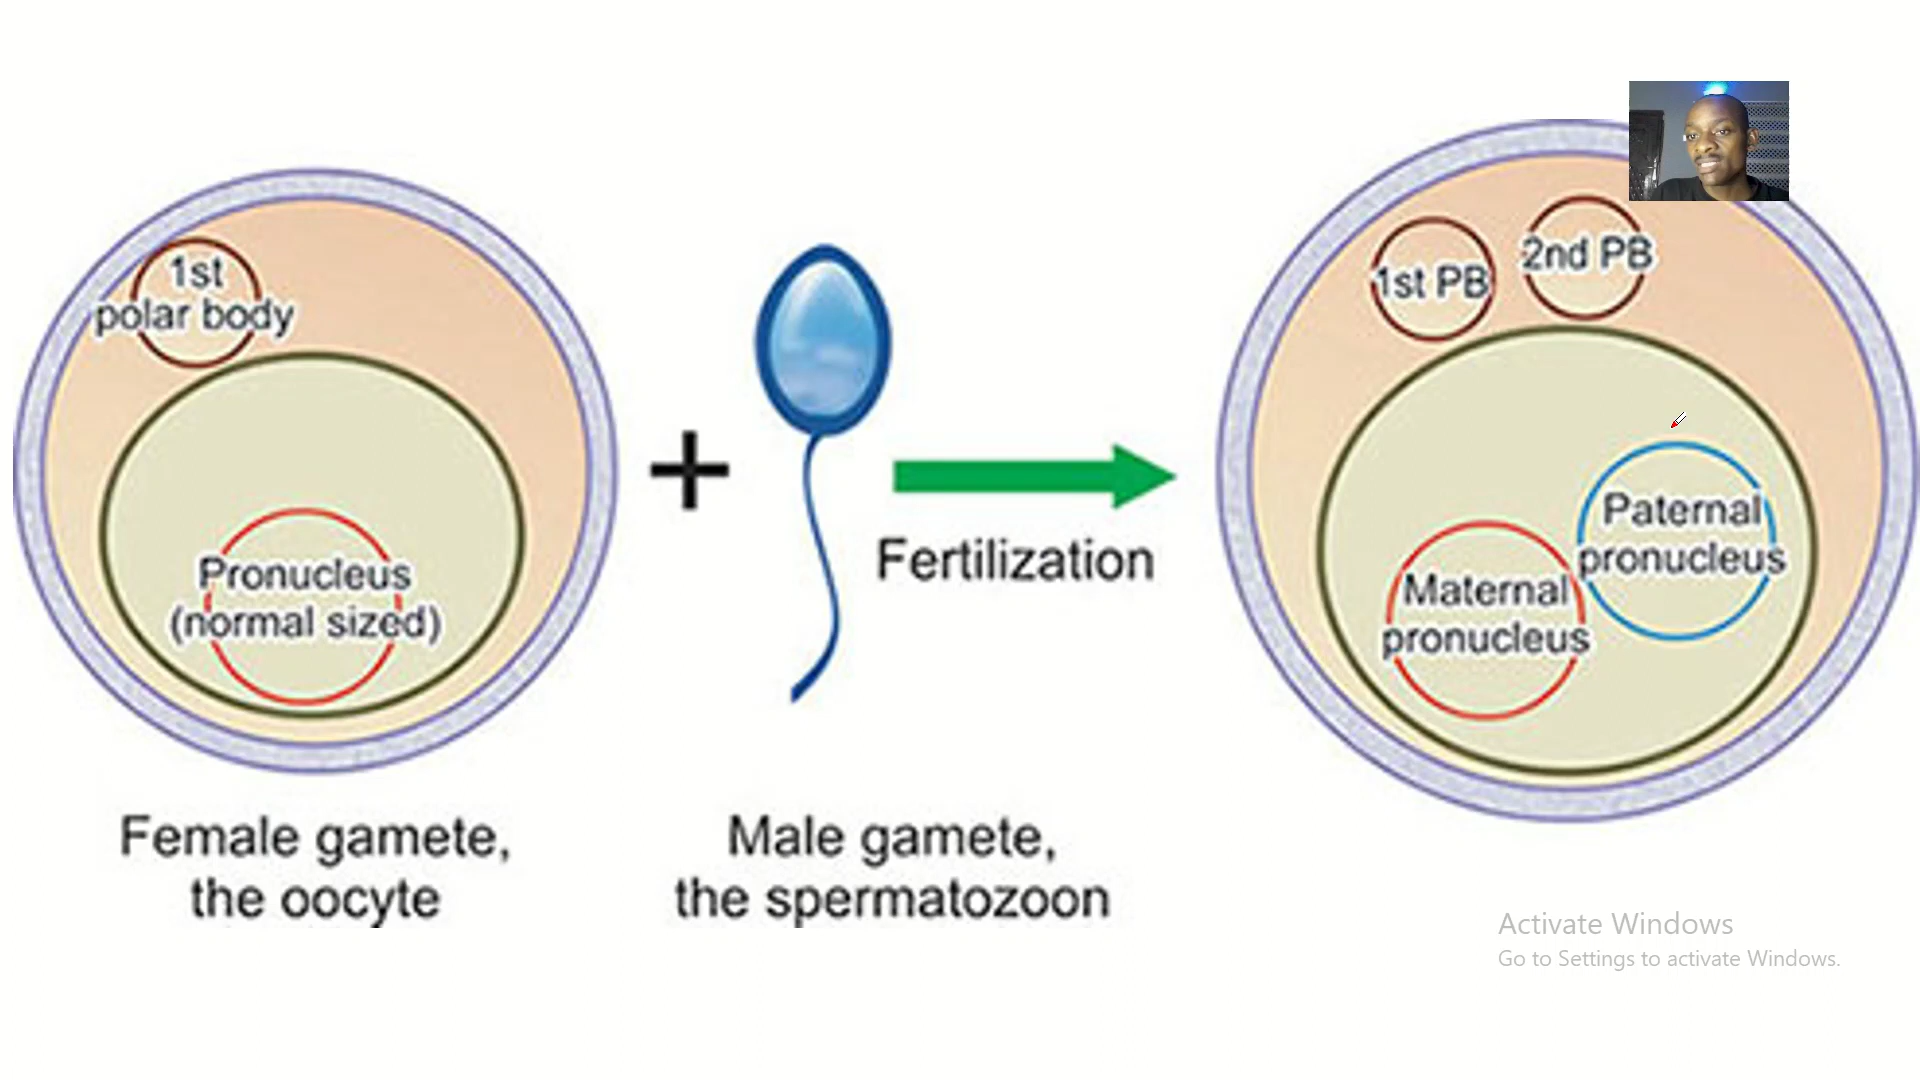 1st
polar body
Pronucleus
(normal sized)
Female gamete,
the oocyte
+
Male gamete,
the spermatozoon
Fertilization
1st PB
2nd PB
Maternal
pronucleus
Paternal
pronucleus
Activate Windows
Go to Settings to activate Windows.